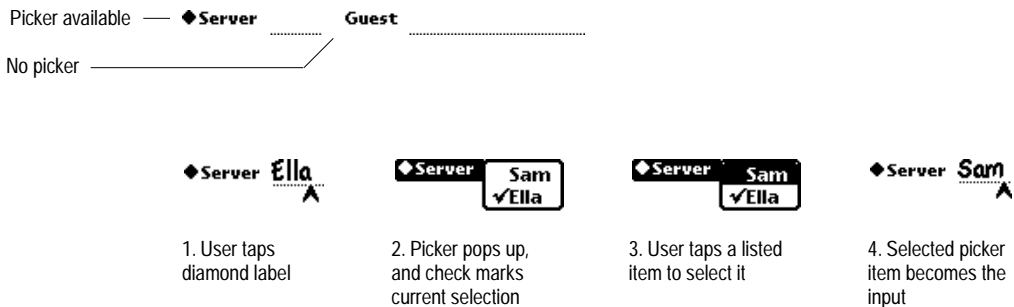 Picker available ◆Server Guest
No picker
◆Server Ella
◆Server Sam
✓Ella
◆Server Sam
✓Ella
◆Server Sam
1. User taps
diamond label
2. Picker pops up,
and check marks
current selection
3. User taps a listed
item to select it
4. Selected picker
item becomes the
input